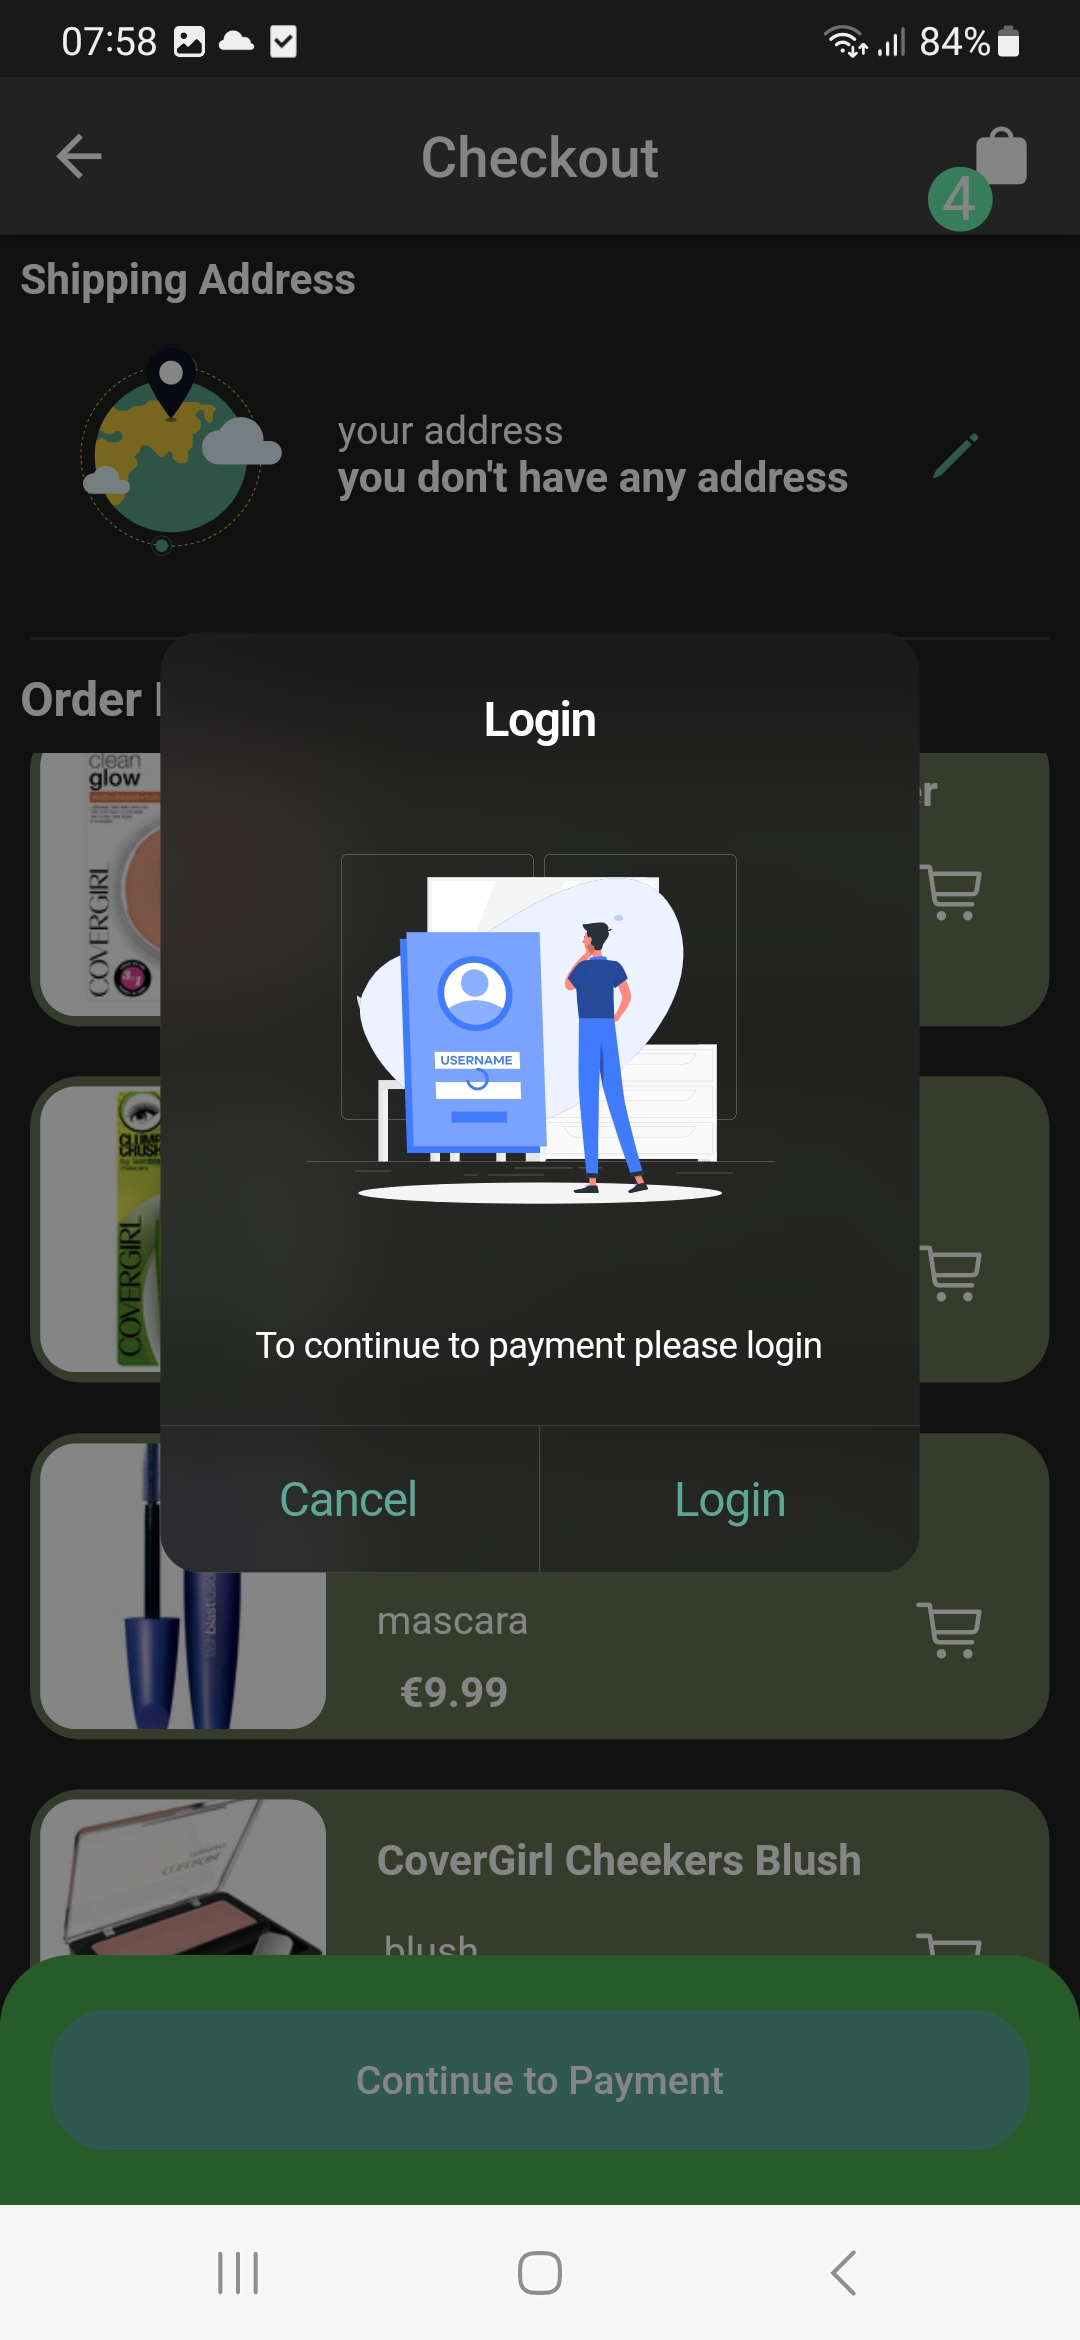 07:58
84%
Checkout
4
Shipping Address
your address
you don't have any address
Order
Login
clean
glow
COVERGIRL
USERNAME
CLUMP
CRUSH
COVERGIRL
To continue to payment please login
Cancel
Login
mascara
€9.99
CoverGirl Cheekers Blush
blush
Continue to Payment